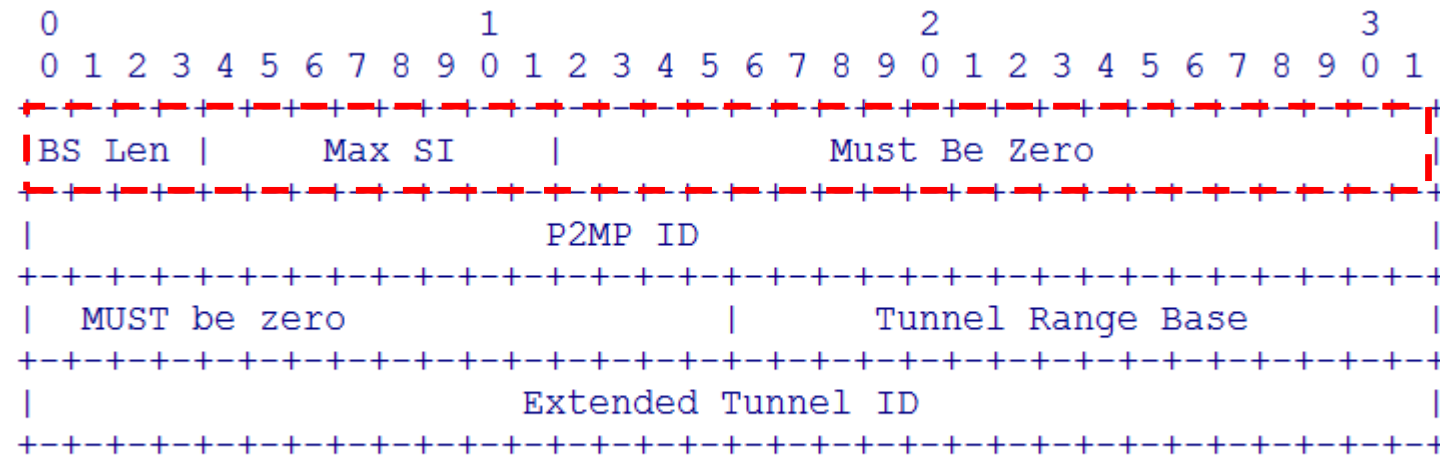 0                   1                   2                   3
0 1 2 3 4 5 6 7 8 9 0 1 2 3 4 5 6 7 8 9 0 1 2 3 4 5 6 7 8 9 0 1
+-+-+-+-+-+-+-+-+-+-+-+-+-+-+-+-+-+-+-+-+-+-+-+-+-+-+-+-+-+-+-+-+
|BS Len |     Max SI    |            Must Be Zero               |
+-+-+-+-+-+-+-+-+-+-+-+-+-+-+-+-+-+-+-+-+-+-+-+-+-+-+-+-+-+-+-+-+
|                       P2MP ID                                 |
+-+-+-+-+-+-+-+-+-+-+-+-+-+-+-+-+-+-+-+-+-+-+-+-+-+-+-+-+-+-+-+-+
|  MUST be zero                 |      Tunnel Range Base        |
+-+-+-+-+-+-+-+-+-+-+-+-+-+-+-+-+-+-+-+-+-+-+-+-+-+-+-+-+-+-+-+-+
|                      Extended Tunnel ID                       |
+-+-+-+-+-+-+-+-+-+-+-+-+-+-+-+-+-+-+-+-+-+-+-+-+-+-+-+-+-+-+-+-+